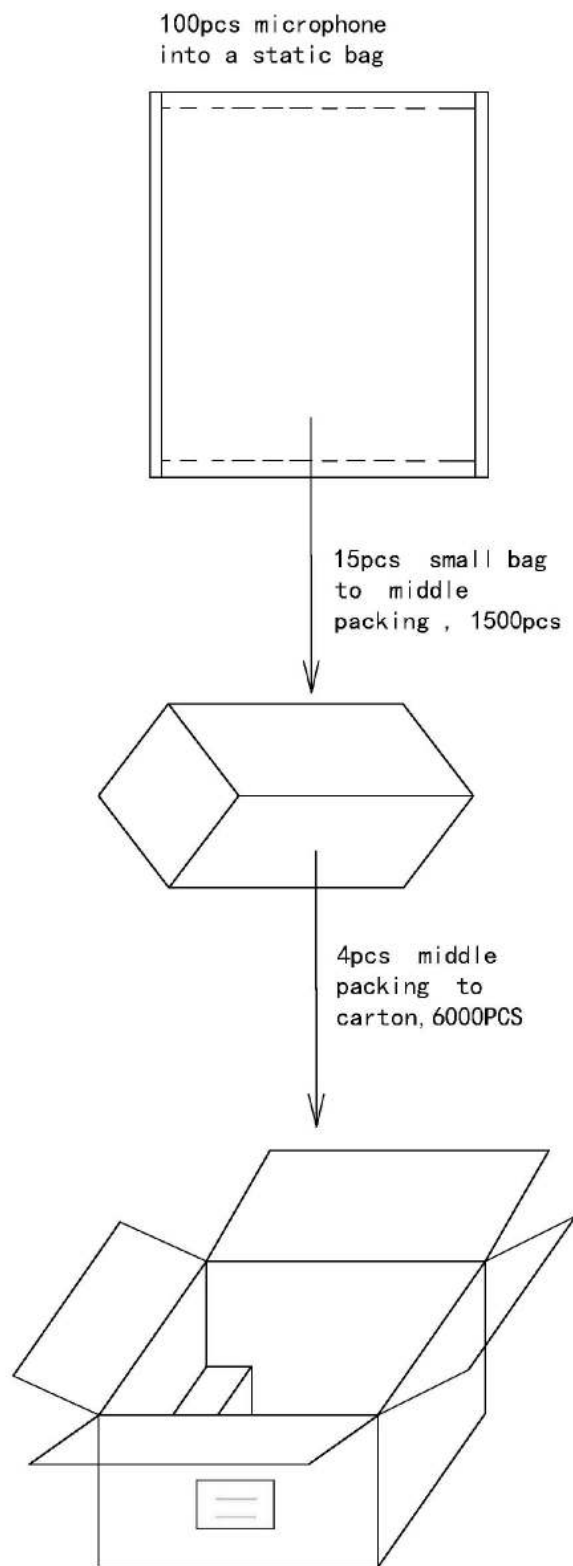 100pcs microphone
into a static bag
15pcs small bag
to middle
packing , 1500pcs
4pcs middle
packing to
carton,6000PCS